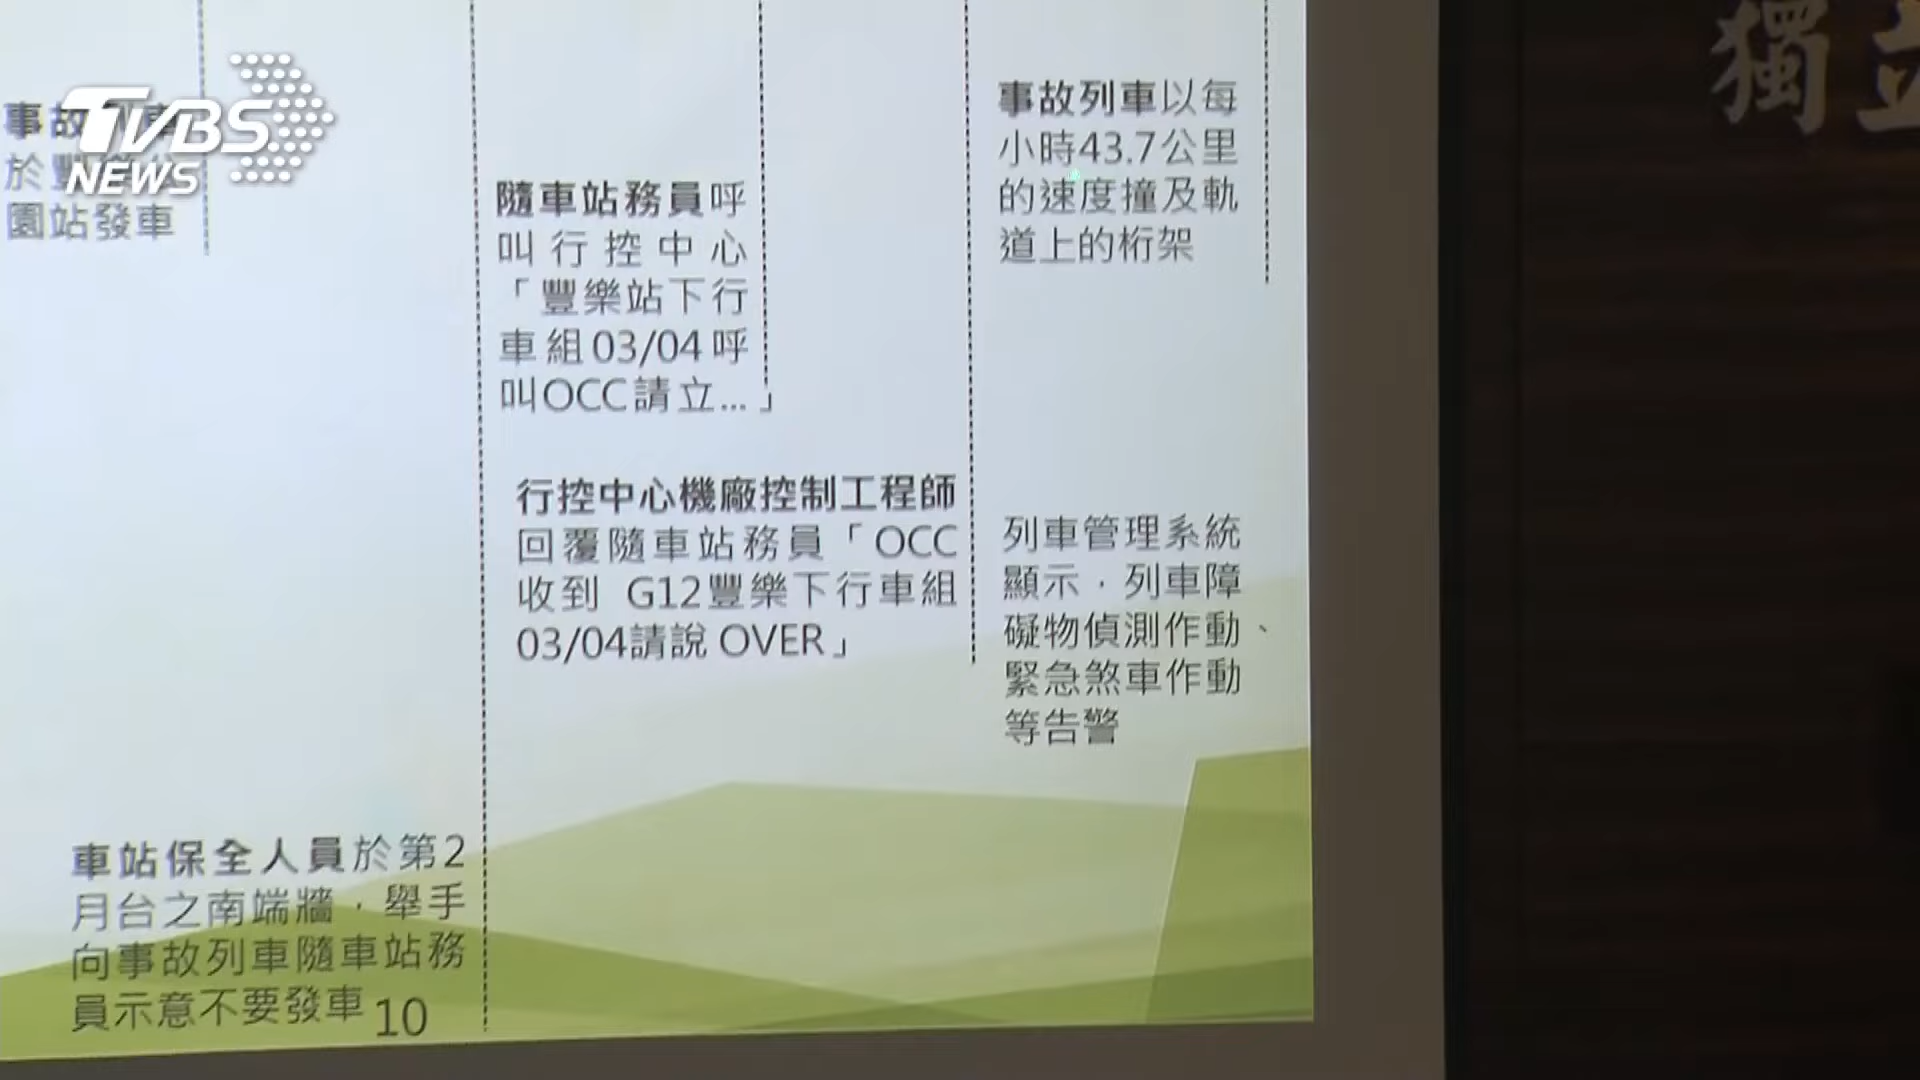 TVBS
NEWS
事故列車
於豐樂公
園站發車
隨車站務員呼
叫行控中心
「豐樂站下行
車組03/04呼
叫OCC請立...」
行控中心機廠控制工程師
回覆隨車站務員「OCC
收到 G12豐樂下行車組
03/04請說 OVER」
事故列車以每
小時43.7公里
的速度撞及軌
道上的桁架
列車管理系統
顯示，列車障
礙物偵測作動、
緊急煞車作動
等告警
車站保全人員於第2
月台之南端牆，舉手
向事故列車隨車站務
員示意不要發車
10
獨立